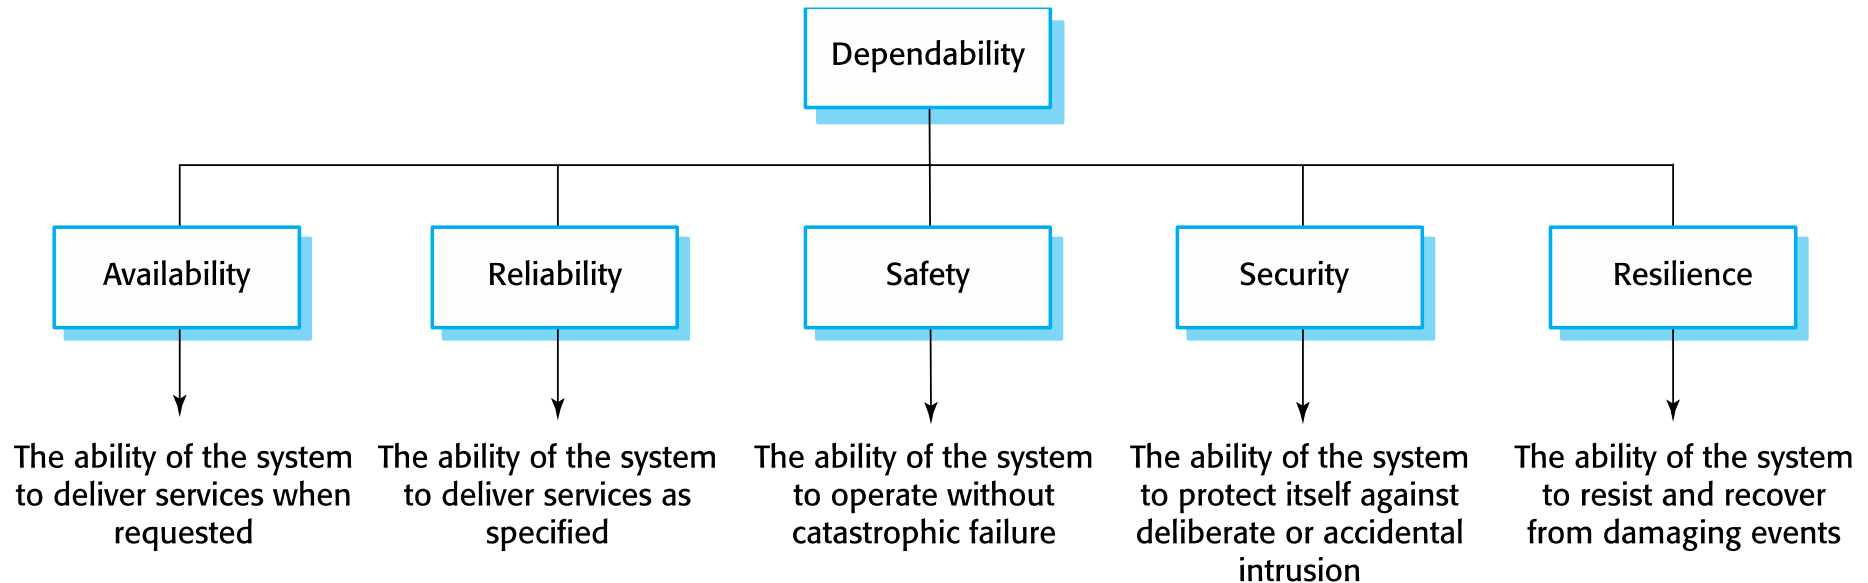 Dependability
Availability
Reliability
Safety
Security
Resilience
The ability of the system
to deliver services when
requested
The ability of the system
to deliver services as
specified
The ability of the system
to operate without
catastrophic failure
The ability of the system
to protect itself against
deliberate or accidental
intrusion
The ability of the system
to resist and recover
from damaging events